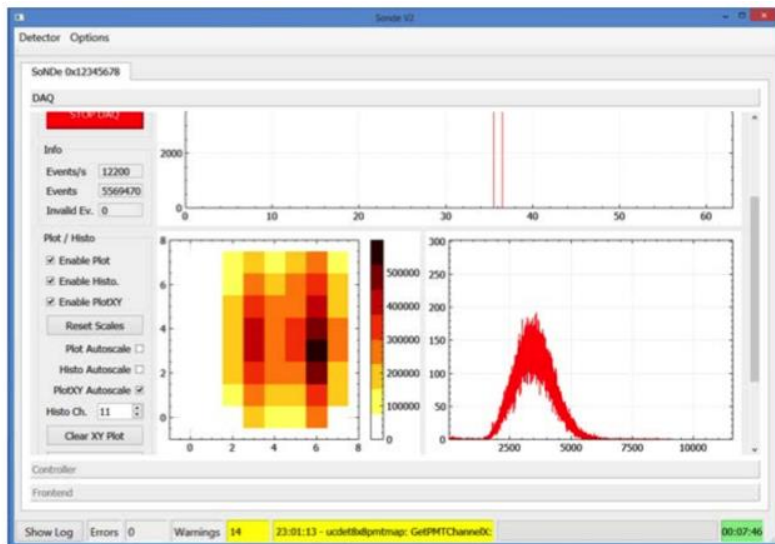 Sonde V2
Detector Options
SoNDe 0x12345678
DAQ
STOP DAQ
Info
Events/s 12200
Events 5569470
Invalid Ev. 0
2000
0
0 10 20 30 40 50 60
Plot / Histo
Enable Plot
Enable Histo.
Enable PlotXY
Reset Scales
Plot Autoscale
Histo Autoscale
PlotXY Autoscale
Histo Ch. 11
Clear XY Plot
8
6
4
2
0
0 2 4 6 8
500000
400000
300000
200000
100000
0
300
250
200
150
100
50
0
2500 5000 7500 10000
Controller
Frontend
Show Log Errors 0 Warnings 14 23:01:13 - ucdet8x8pmtmap: GetPMTChannelX: 00:07:46